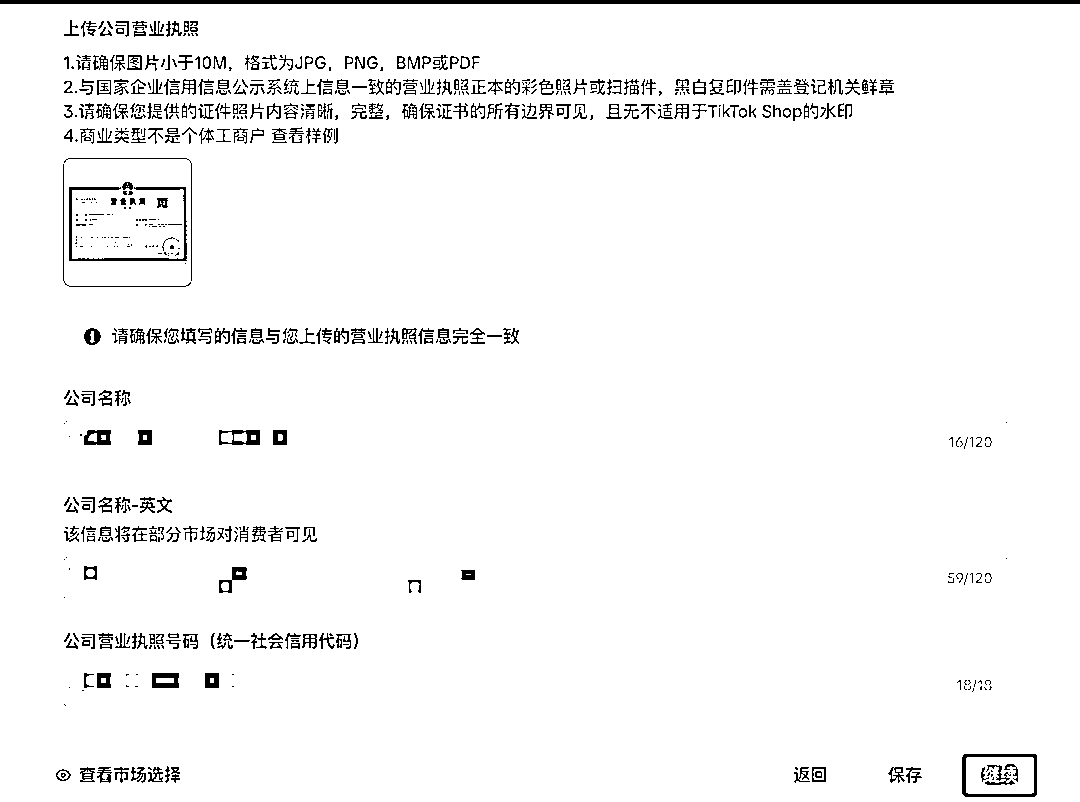 上传公司营业执照
1.请确保图片小于10M，格式为JPG，PNG，BMP或PDF
2.与国家企业信用信息公示系统上信息一致的营业执照正本的彩色照片或扫描件，黑白复印件需盖登记机关鲜章
3.请确保您提供的证件照片内容清晰，完整，确保证书的所有边界可见，且无不适用于TikTok Shop的水印
4.商业类型不是个体工商户 查看样例
营业执照
请确保您填写的信息与您上传的营业执照信息完全一致
公司名称
16/120
公司名称-英文
该信息将在部分市场对消费者可见
59/120
公司营业执照号码（统一社会信用代码）
18/18
查看市场选择
返回
保存
继续